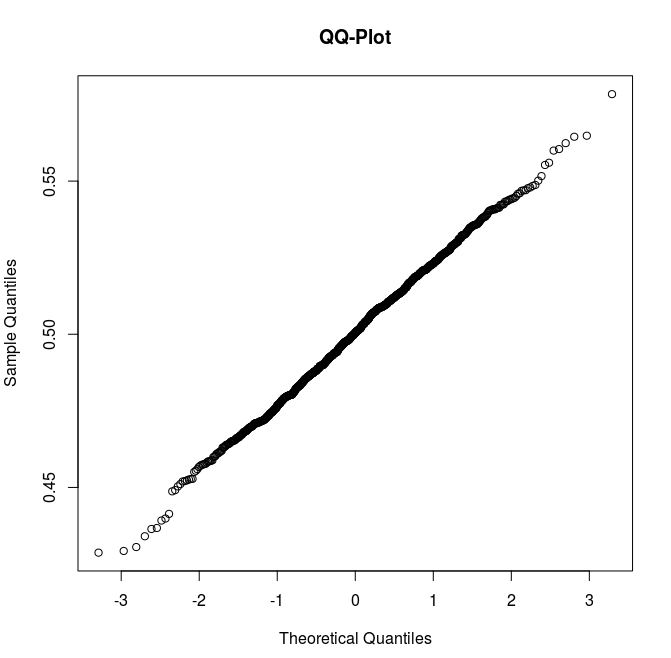 QQ-Plot
Sample Quantiles
0.55
0.50
0.45
-3 -2 -1 0 1 2 3
Theoretical Quantiles